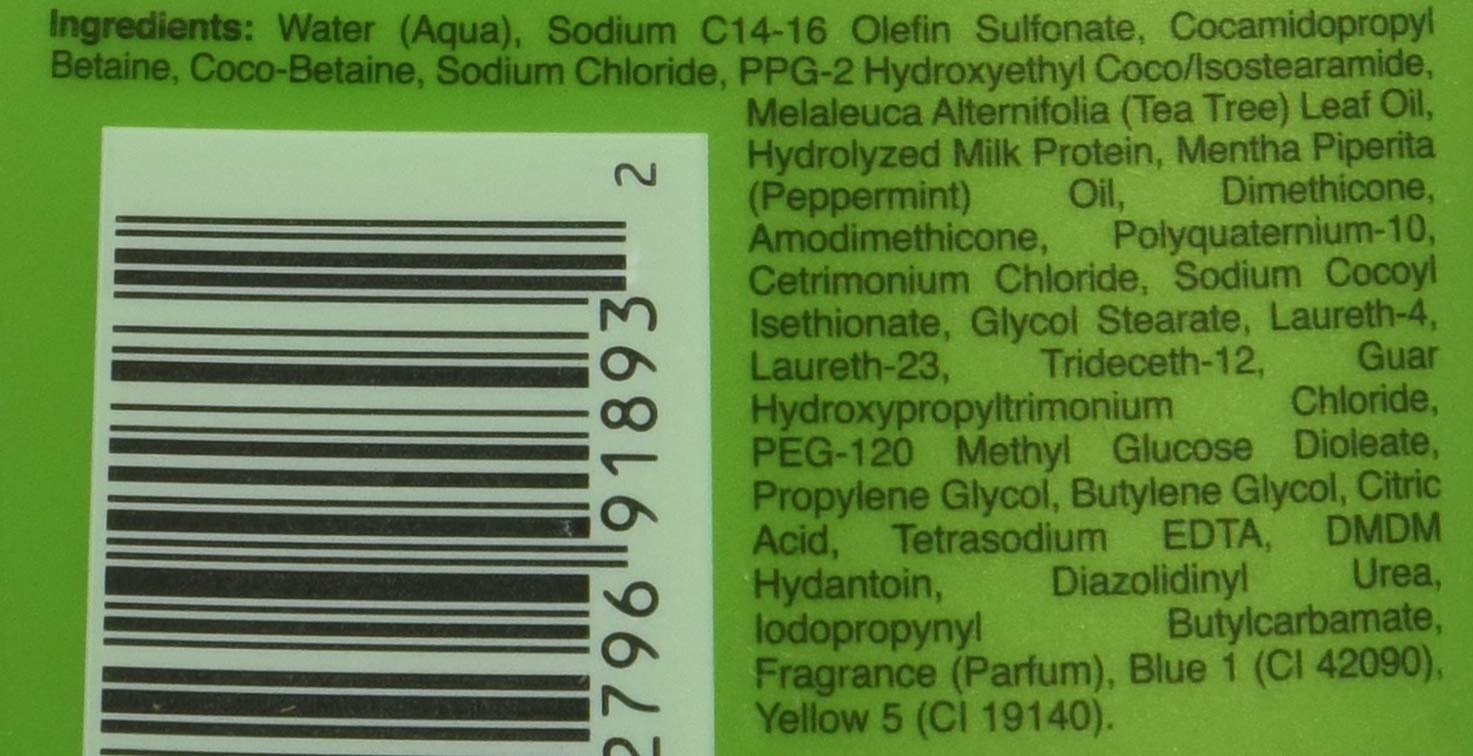 Ingredients: Water (Aqua), Sodium C14-16 Olefin Sulfonate, Cocamidopropyl
Betaine, Coco-Betaine, Sodium Chloride, PPG-2 Hydroxyethyl Coco/Isostearamide,
Melaleuca Alternifolia (Tea Tree) Leaf Oil,
Hydrolyzed Milk Protein, Mentha Piperita
(Peppermint) Oil, Dimethicone,
Amodimethicone, Polyquaternium-10,
Cetrimonium Chloride, Sodium Cocoyl
Isethionate, Glycol Stearate, Laureth-4,
Laureth-23, Trideceth-12, Guar
Hydroxypropyltrimonium Chloride,
PEG-120 Methyl Glucose Dioleate,
Propylene Glycol, Butylene Glycol, Citric
Acid, Tetrasodium EDTA, DMDM
Hydantoin, Diazolidinyl Urea,
Iodopropynyl Butylcarbamate,
Fragrance (Parfum), Blue 1 (CI 42090),
Yellow 5 (CI 19140).
2796 91893 2